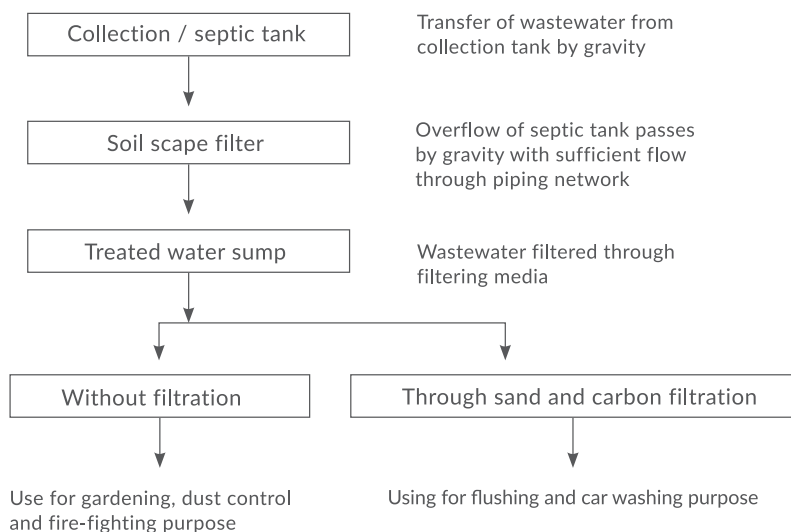 Collection / septic tank
Transfer of wastewater from
collection tank by gravity
Soil scape filter
Overflow of septic tank passes
by gravity with sufficient flow
through piping network
Treated water sump
Wastewater filtered through
filtering media
Without filtration
Through sand and carbon filtration
Use for gardening, dust control
and fire-fighting purpose
Using for flushing and car washing purpose